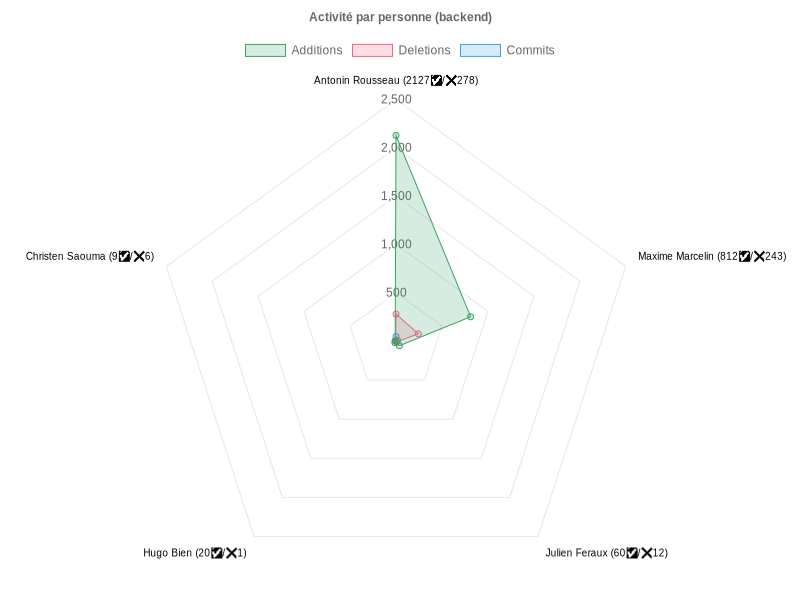 Activité par personne (backend)
Additions Deletions Commits
Antonin Rousseau (2127✅/❌278)
2,500
2,000
1,500
1,000
500
Christen Saouma (9✅/❌6)
Maxime Marcelin (812✅/❌243)
Hugo Bien (20✅/❌1)
Julien Feraux (60✅/❌12)